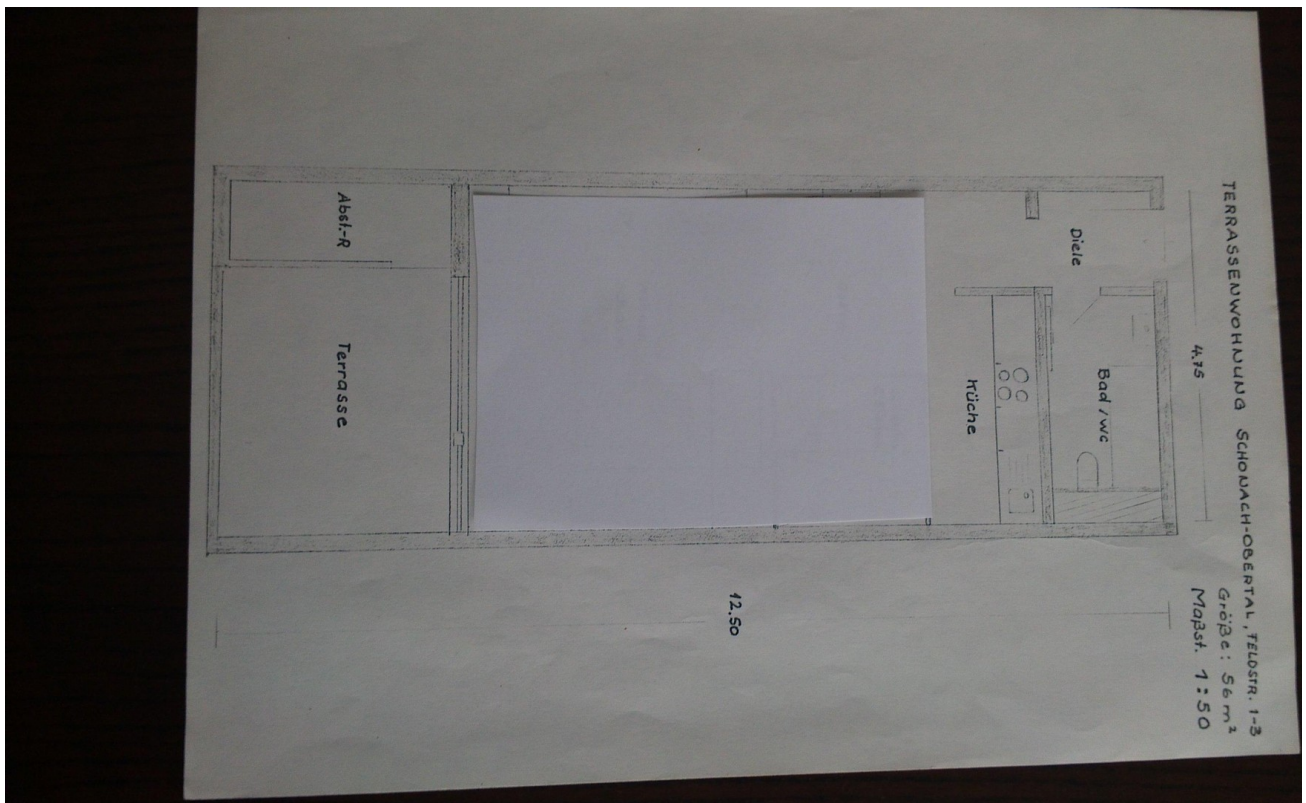 TERRASSENWOHNUNG SCHONACH-OBERTAL, FELDSTR. 1-3
Größe: 56 m²
Maßst. 1:50
4.75
Diele
Bad/WC
Küche
12.50
Abst.-R
Terrasse